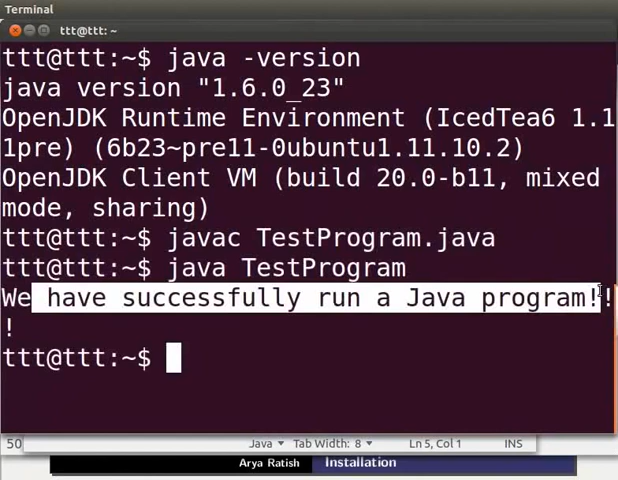 Terminal
ttt@ttt: ~
ttt@ttt:~$ java -version
java version "1.6.0_23"
OpenJDK Runtime Environment (IcedTea6 1.1
1pre) (6b23~pre11-0ubuntu1.11.10.2)
OpenJDK Client VM (build 20.0-b11, mixed
mode, sharing)
ttt@ttt:~$ javac TestProgram.java
ttt@ttt:~$ java TestProgram
We have successfully run a Java program!!
!
ttt@ttt:~$
50 Java Tab Width: 8 Ln 5, Col 1 INS
Arya Ratish Installation